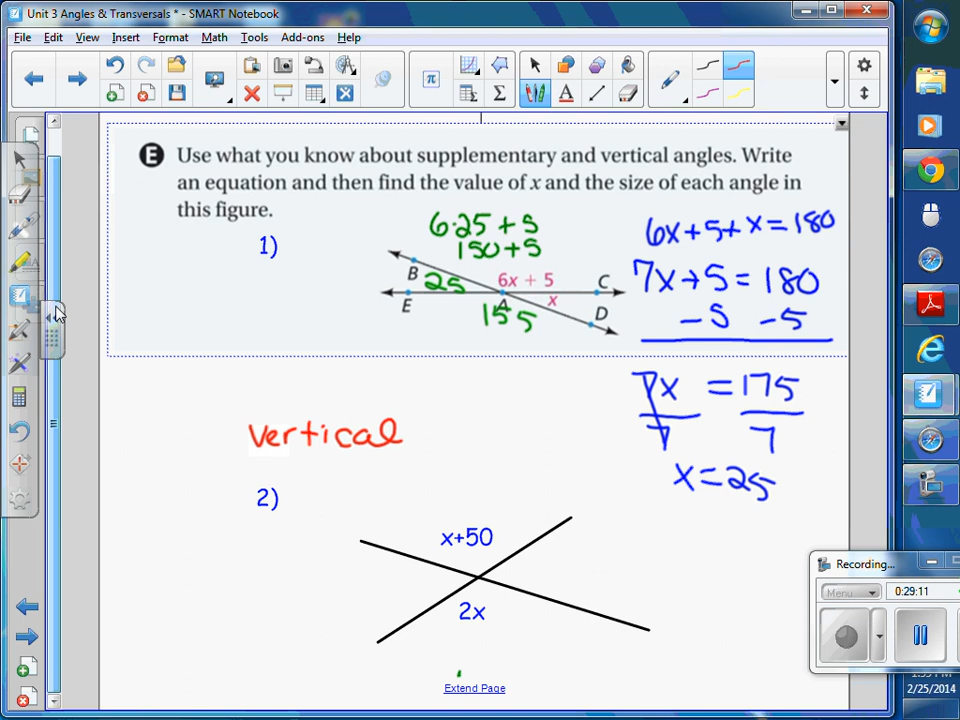 Unit 3 Angles & Transversals * - SMART Notebook
File Edit View Insert Format Math Tools Add-ons Help
E Use what you know about supplementary and vertical angles. Write
an equation and then find the value of x and the size of each angle in
this figure.
1)
6·25 + 5
150+5
B
25
6x + 5
C
E
A
x
D
155
6x+5+x=180
7x+5=180
-5 -5
7x = 175
7 7
x=25
vertical
2)
x+50
2x
Extend Page
Recording...
Menu
0:29:11
2/25/2014